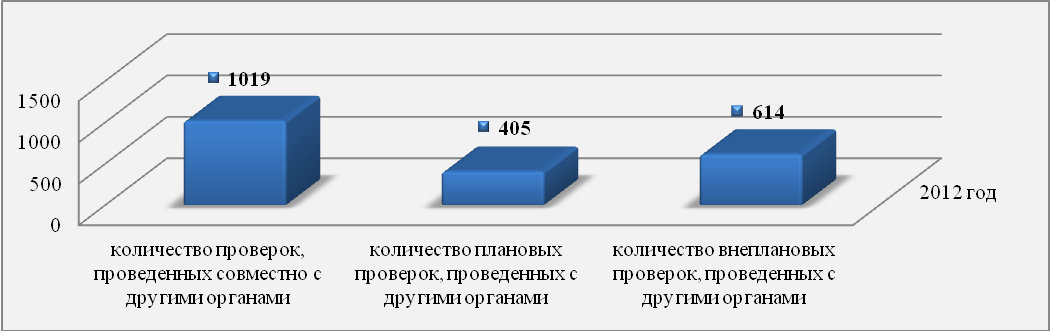 1019
405
614
1500
1000
500
0
2012 год
количество проверок,
проведенных совместно с
другими органами
количество плановых
проверок, проведенных с
другими органами
количество внеплановых
проверок, проведенных с
другими органами